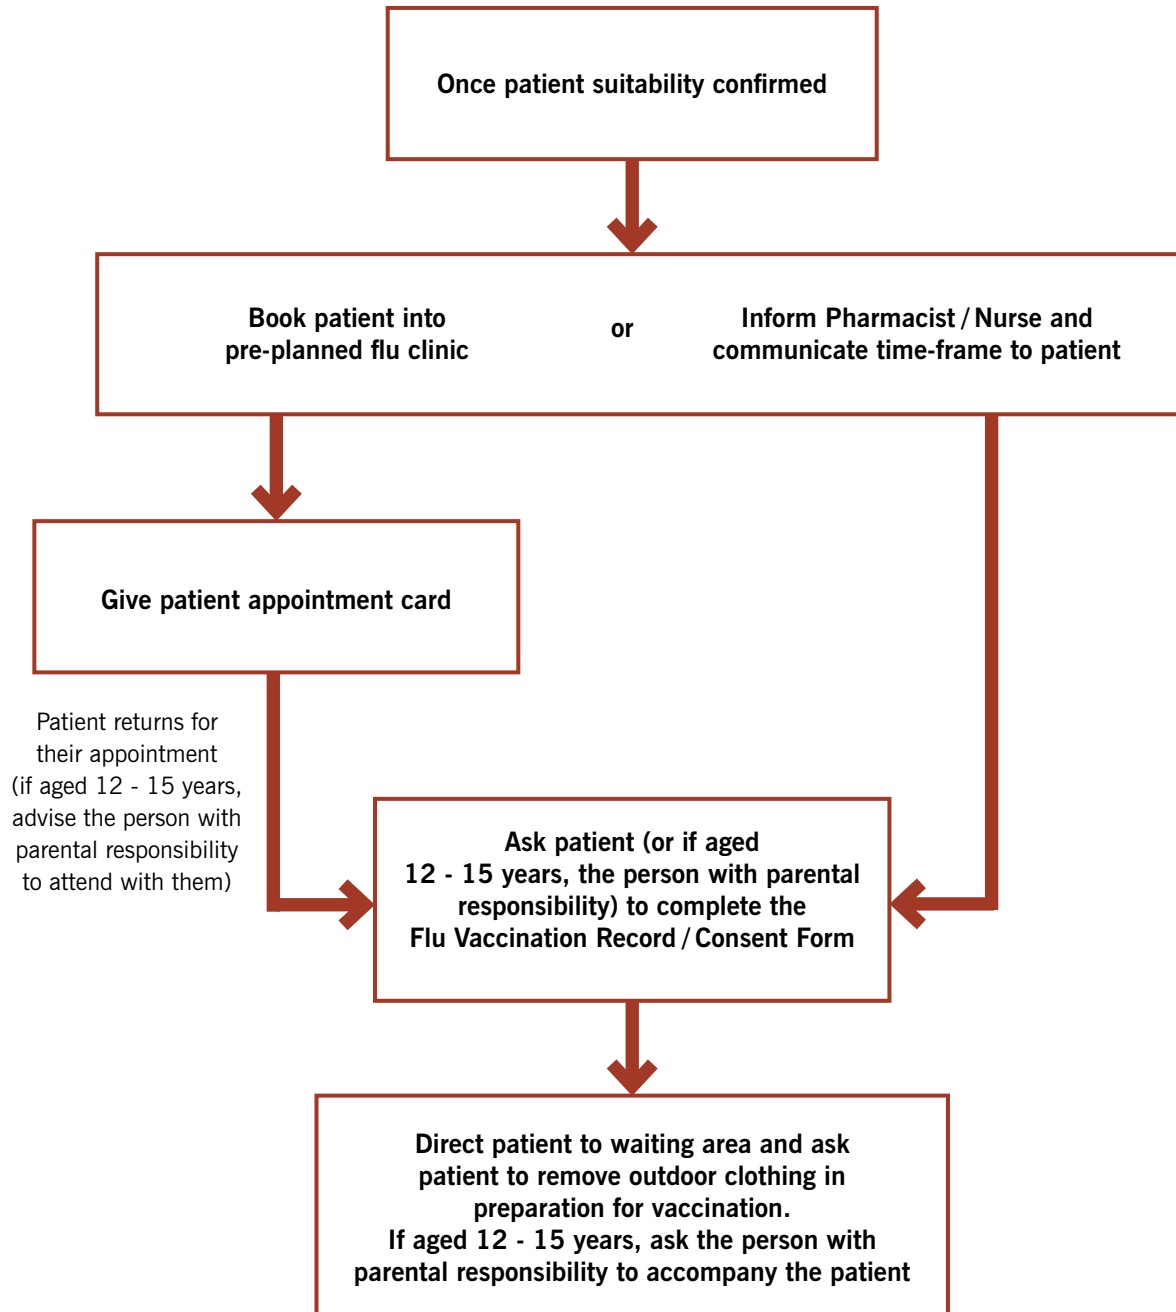 Once patient suitability confirmed
Book patient into
pre-planned flu clinic
or
Inform Pharmacist / Nurse and
communicate time-frame to patient
Give patient appointment card
Patient returns for
their appointment
(if aged 12 - 15 years,
advise the person with
parental responsibility
to attend with them)
Ask patient (or if aged
12 - 15 years, the person with parental
responsibility) to complete the
Flu Vaccination Record / Consent Form
Direct patient to waiting area and ask
patient to remove outdoor clothing in
preparation for vaccination.
If aged 12 - 15 years, ask the person with
parental responsibility to accompany the patient